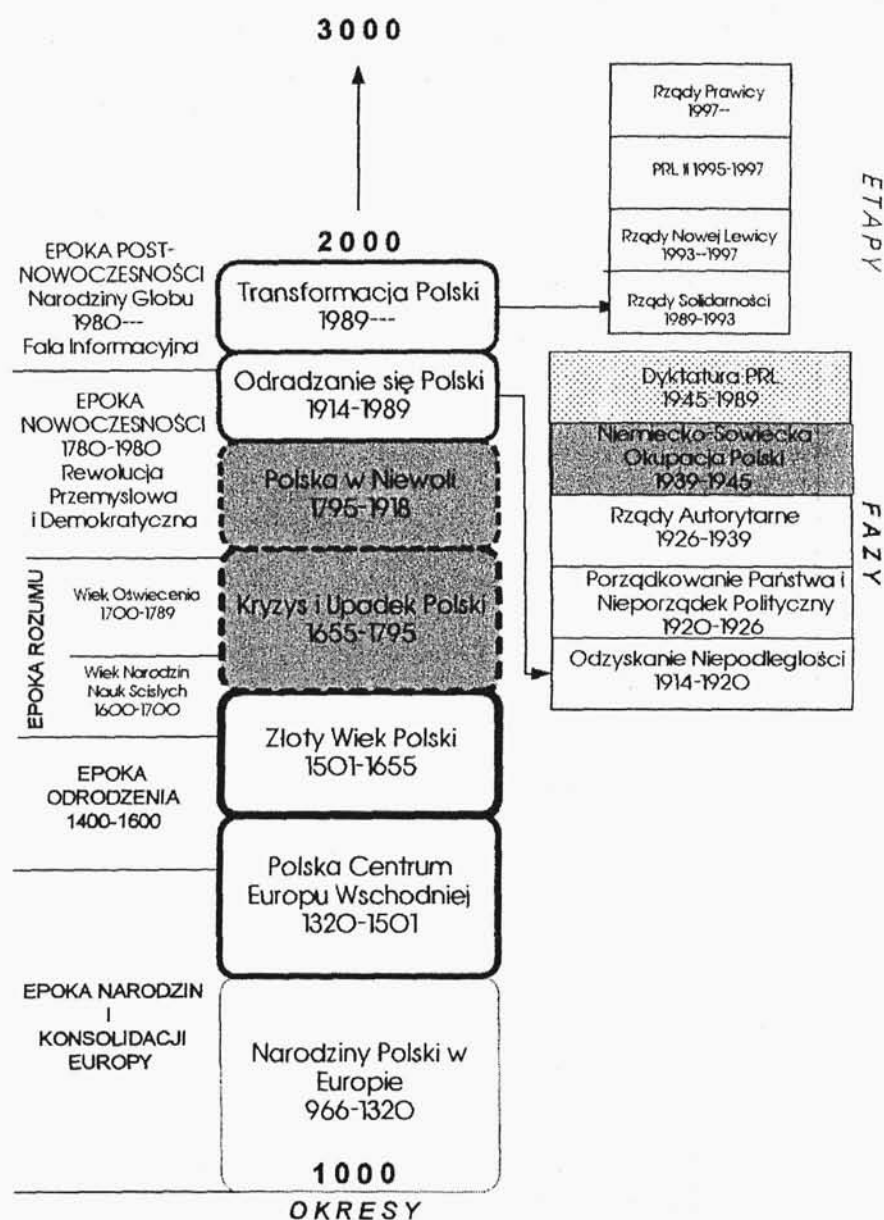 3000
2000
EPOKA POST-
NOWOCZESNOŚCI
Narodziny Globu
1980---
Fala Informacyjna
EPOKA
NOWOCZESNOŚCI
1780-1980
Rewolucja
Przemysłowa
i Demokratyczna
EPOKA ROZUMU
Wiek Oświecenia
1700-1789
Wiek Narodzin
Nauk Scisłych
1600-1700
EPOKA
ODRODZENIA
1400-1600
EPOKA NARODZIN
I
KONSOLIDACJI
EUROPY
Transformacja Polski
1989---
Odradzanie się Polski
1914-1989
Polska w Niewoli
1795-1918
Kryzys i Upadek Polski
1655-1795
Złoty Wiek Polski
1501-1655
Polska Centrum
Europu Wschodniej
1320-1501
Narodziny Polski w
Europie
966-1320
1000
OKRESY
Rządy Prawicy
1997--
PRL II 1995-1997
Rządy Nowej Lewicy
1993--1997
Rządy Solidarności
1989-1993
ETAPY
Dyktatura PRL
1945-1989
Niemiecko-Sowiecka
Okupacja Polski
1939-1945
Rządy Autorytarne
1926-1939
Porządkowanie Państwa i
Nieporządek Polityczny
1920-1926
Odzyskanie Niepodległości
1914-1920
FAZY